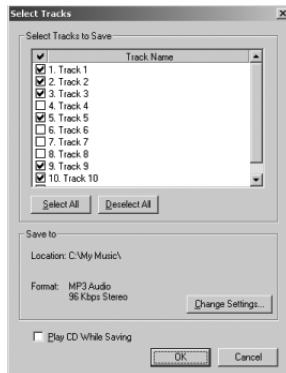 Select Tracks
Select Tracks to Save
Track Name
1. Track 1
2. Track 2
3. Track 3
4. Track 4
5. Track 5
6. Track 6
7. Track 7
8. Track 8
9. Track 9
10. Track 10
Select All Deselect All
Save to
Location: C:\My Music\
Format: MP3 Audio
96 Kbps Stereo
Change Settings...
Play CD While Saving
OK Cancel